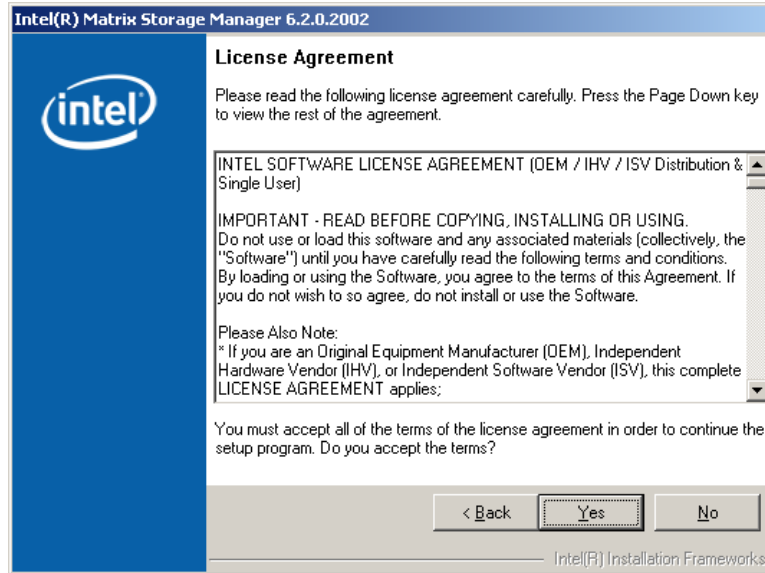 Intel(R) Matrix Storage Manager 6.2.0.2002
intel
License Agreement
Please read the following license agreement carefully. Press the Page Down key
to view the rest of the agreement.
INTEL SOFTWARE LICENSE AGREEMENT (OEM / IHV / ISV Distribution &
Single User)
IMPORTANT - READ BEFORE COPYING, INSTALLING OR USING.
Do not use or load this software and any associated materials (collectively, the
"Software") until you have carefully read the following terms and conditions.
By loading or using the Software, you agree to the terms of this Agreement. If
you do not wish to so agree, do not install or use the Software.
Please Also Note:
* If you are an Original Equipment Manufacturer (OEM), Independent
Hardware Vendor (IHV), or Independent Software Vendor (ISV), this complete
LICENSE AGREEMENT applies;
You must accept all of the terms of the license agreement in order to continue the
setup program. Do you accept the terms?
< Back Yes No
Intel(R) Installation Frameworks